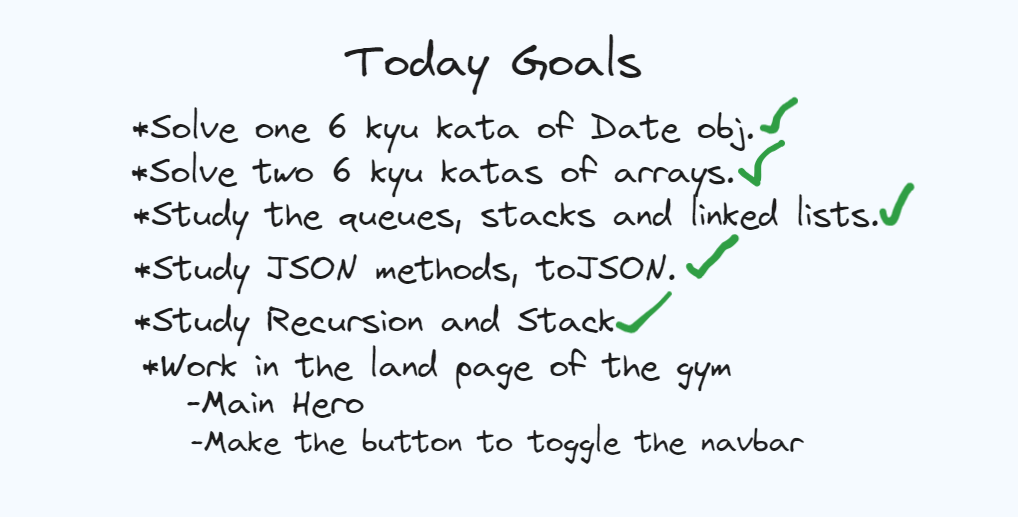 Today Goals
*Solve one 6 kyu kata of Date obj.
*Solve two 6 kyu katas of arrays.
*Study the queues, stacks and linked lists.
*Study JSON methods, toJSON.
*Study Recursion and Stack
*Work in the land page of the gym
-Main Hero
-Make the button to toggle the navbar